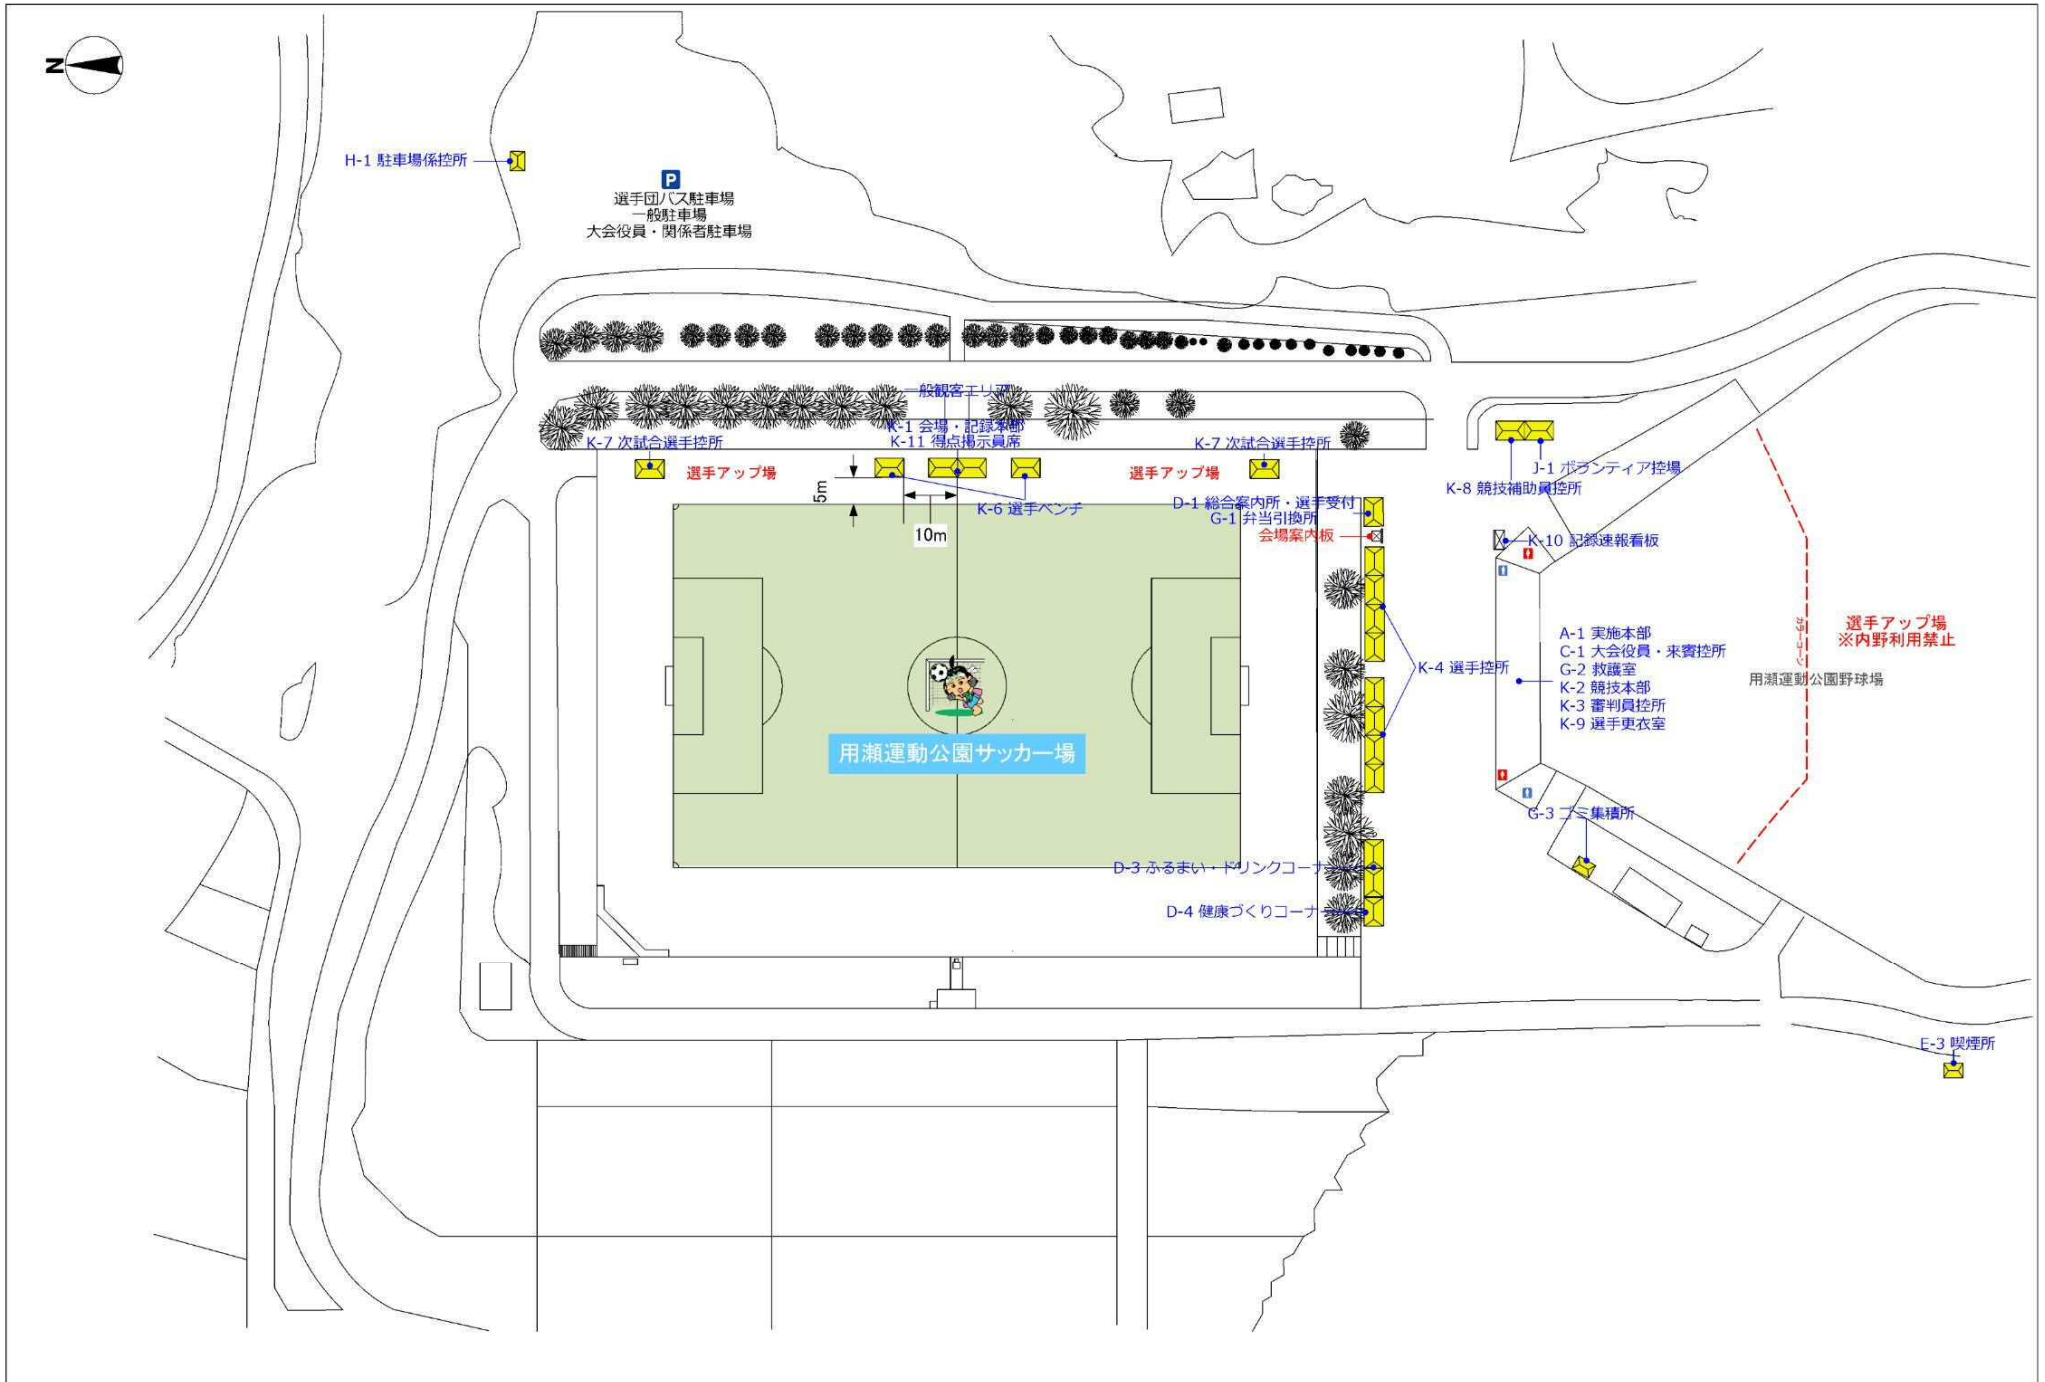 N
H-1 駐車場係控所
P
選手団バス駐車場
一般駐車場
大会役員・関係者駐車場
一般観客エリア
K-1 会場・記録本部
K-11 得点掲示員席
K-7 次試合選手控所
K-7 次試合選手控所
選手アップ場
選手アップ場
5m
10m
K-6 選手ベンチ
J-1 ボランティア控場
K-8 競技補助員控所
D-1 総合案内所・選手受付
G-1 弁当引換所
会場案内板
K-10 記録速報看板
K-4 選手控所
A-1 実施本部
C-1 大会役員・来賓控所
G-2 救護室
K-2 競技本部
K-3 審判員控所
K-9 選手更衣室
カラーコーン
選手アップ場
※内野利用禁止
用瀬運動公園野球場
用瀬運動公園サッカー場
G-3 ゴミ集積所
D-3 ふるまい・ドリンクコーナー
D-4 健康づくりコーナー
E-3 喫煙所